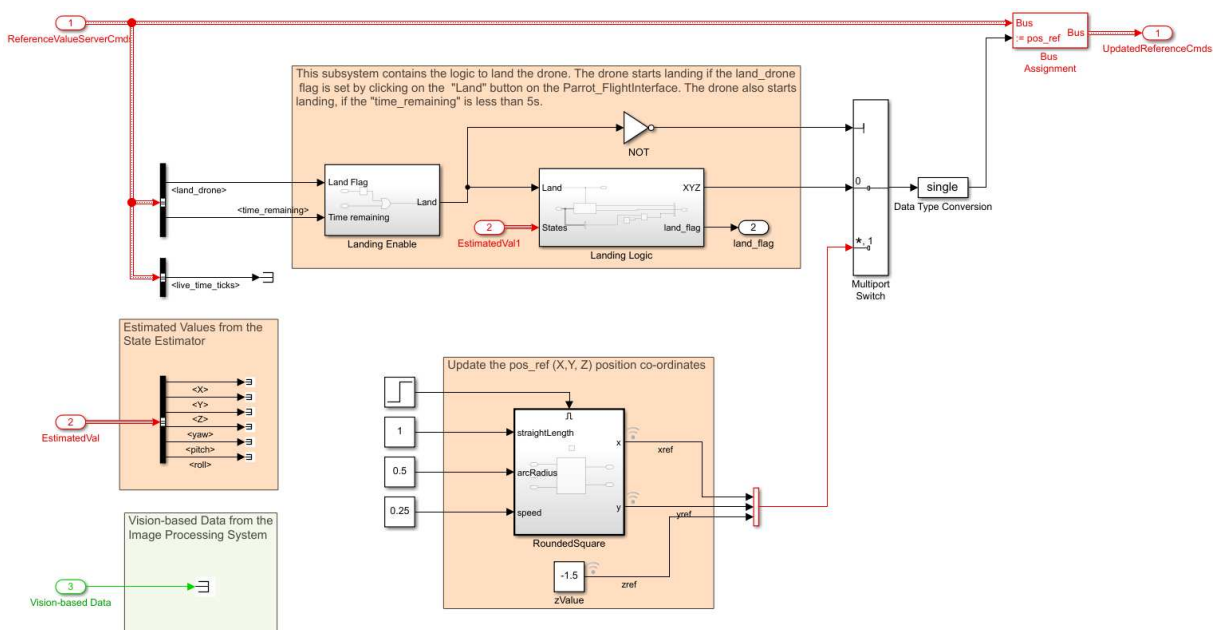 1
ReferenceValueServerCmds
Bus
:= pos_ref
Bus
Bus
Assignment
1
UpdatedReferenceCmds
This subsystem contains the logic to land the drone. The drone starts landing if the land_drone
flag is set by clicking on the "Land" button on the Parrot_FlightInterface. The drone also starts
landing, if the "time_remaining" is less than 5s.
NOT
<land_drone>
<time_remaining>
Land Flag
Time remaining
Land
Landing Enable
Land
States
XYZ
land_flag
Landing Logic
2
EstimatedVal1
2
land_flag
0
*, 1
Multiport
Switch
single
Data Type Conversion
<live_time_ticks>
Estimated Values from the
State Estimator
<X>
<Y>
<Z>
<yaw>
<pitch>
<roll>
2
EstimatedVal
Update the pos_ref (X,Y, Z) position co-ordinates
1
0.5
0.25
straightLength
arcRadius
speed
x
y
RoundedSquare
xref
yref
-1.5
zValue
zref
Vision-based Data from the
Image Processing System
3
Vision-based Data